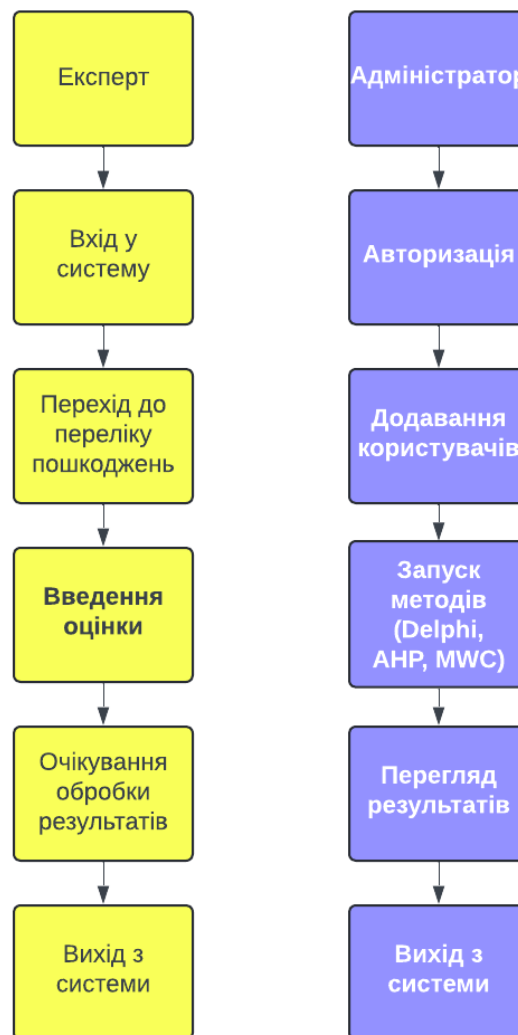 Експерт
Вхід у
систему
Перехід до
переліку
пошкоджень
Введення
оцінки
Очікування
обробки
результатів
Вихід з
системи
Адміністратор
Авторизація
Додавання
користувачів
Запуск
методів
(Delphi,
AHP, MWC)
Перегляд
результатів
Вихід з
системи